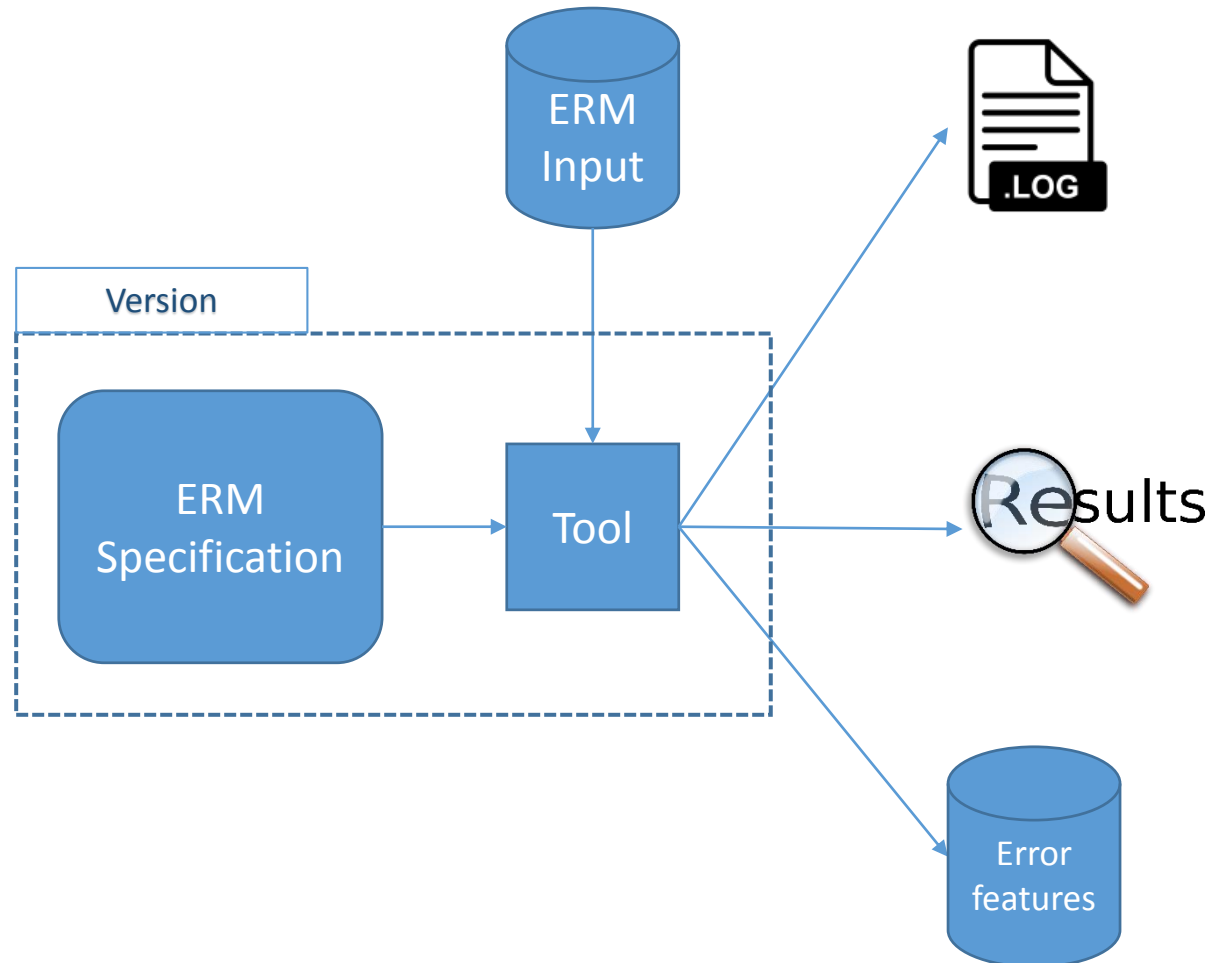 ERM
Input
.LOG
Version
ERM
Specification
Tool
Results
Error
features